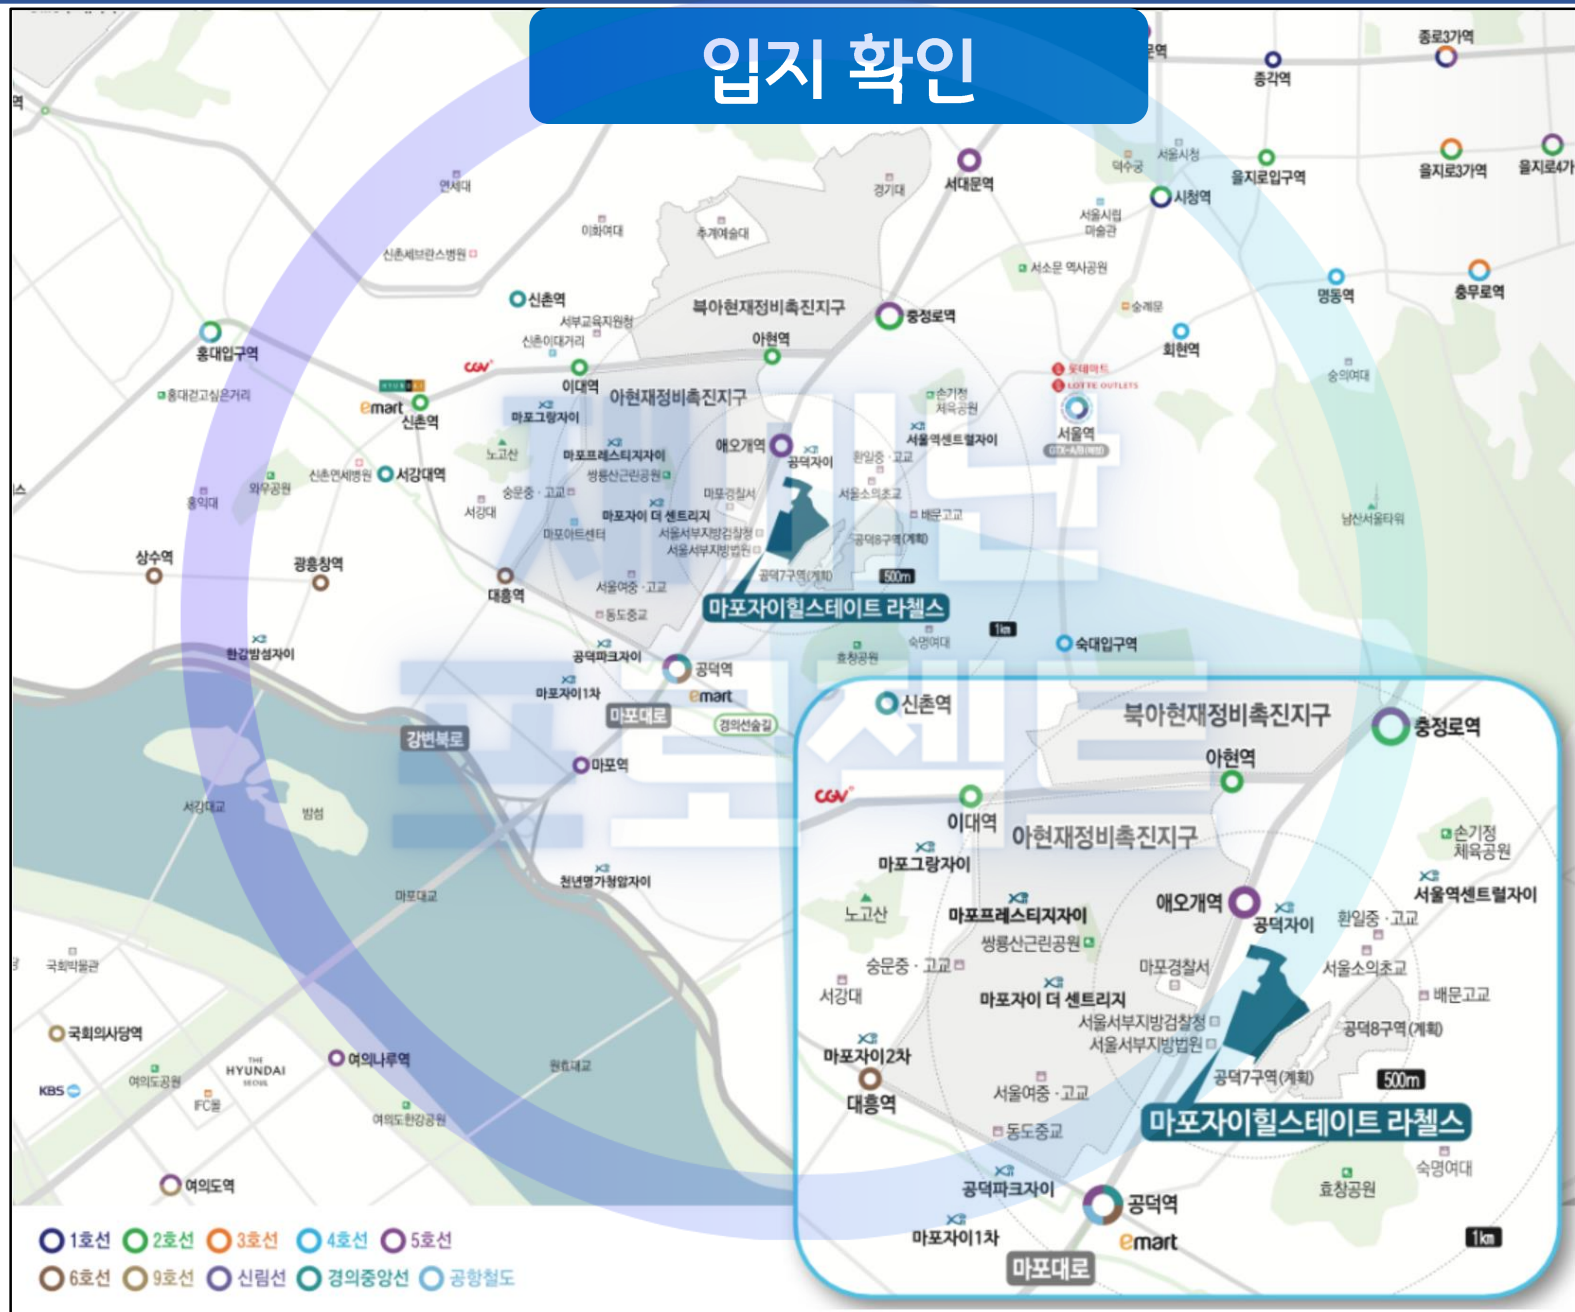 입지 확인
종로3가역
종각역
문역
역
덕수궁
서울시청
을지로입구역
을지로3가역
을지로4가
연세대
경기대
서대문역
시청역
서울시립
미술관
이화여대
추계예술대
신촌세브란스병원
서소문 역사공원
명동역
충무로역
신촌역
북아현재정비촉진지구
충정로역
숭례문
서부교육지원청
신촌이대거리
아현역
회현역
홍대입구역
CGV
이대역
숭의여대
롯데마트
LOTTE OUTLETS
HYUNDAI
홍대걷고싶은거리
emart
신촌역
마포그랑자이
아현재정비촉진지구
손기정
체육공원
서울역
GTX-A/B(예정)
서울역센트럴자이
노고산
마포프레스티지자이
애오개역
공덕자이
환일중·고교
신촌연세병원
서강대역
쌍룡산근린공원
와우공원
홍익대
숭문중·고교
마포경찰서
서울소의초교
서강대
마포자이 더 센트리지
배문고교
남산서울타워
마포아트센터
서울서부지방검찰청
서울서부지방법원
공덕8구역(계획)
상수역
광흥창역
대흥역
서울여중·고교
공덕7구역(계획)
500m
마포자이힐스테이트 라첼스
동도중교
1km
숙명여대
숙대입구역
한강밤섬자이
공덕파크자이
효창공원
공덕역
마포자이1차
emart
마포대로
경의선숲길
강변북로
마포역
서강대교
밤섬
천년명가청암자이
마포대교
재미난
프로젝트
국회박물관
국회의사당역
여의나루역
원효대교
THE
HYUNDAI
SEOUL
KBS
여의도공원
IFC몰
여의도한강공원
여의도역
신촌역
북아현재정비촉진지구
충정로역
아현역
CGV
이대역
아현재정비촉진지구
손기정
체육공원
마포그랑자이
서울역센트럴자이
노고산
마포프레스티지자이
애오개역
공덕자이
환일중·고교
쌍룡산근린공원
숭문중·고교
마포경찰서
서울소의초교
서강대
마포자이 더 센트리지
배문고교
서울서부지방검찰청
서울서부지방법원
공덕8구역(계획)
마포자이2차
대흥역
공덕7구역(계획)
500m
서울여중·고교
마포자이힐스테이트 라첼스
동도중교
숙명여대
공덕파크자이
효창공원
공덕역
마포자이1차
emart
1km
마포대로
1호선 2호선 3호선 4호선 5호선
6호선 9호선 신림선 경의중앙선 공항철도